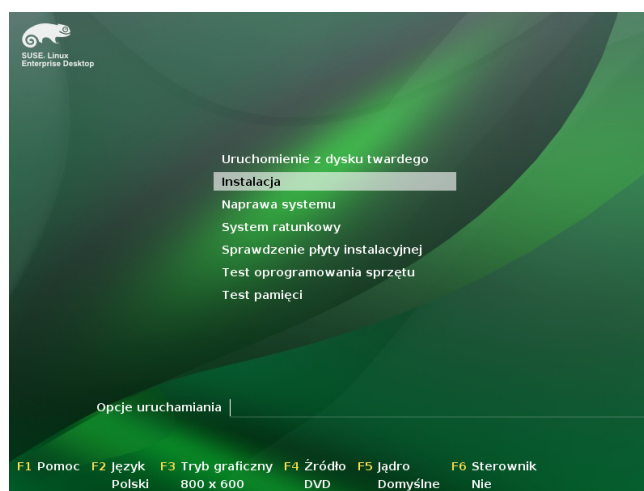 SUSE. Linux
Enterprise Desktop
Uruchomienie z dysku twardego
Instalacja
Naprawa systemu
System ratunkowy
Sprawdzenie płyty instalacyjnej
Test oprogramowania sprzętu
Test pamięci
Opcje uruchamiania
F1 Pomoc F2 Język F3 Tryb graficzny F4 Źródło F5 Jądro F6 Sterownik
Polski 800 x 600 DVD Domyślne Nie